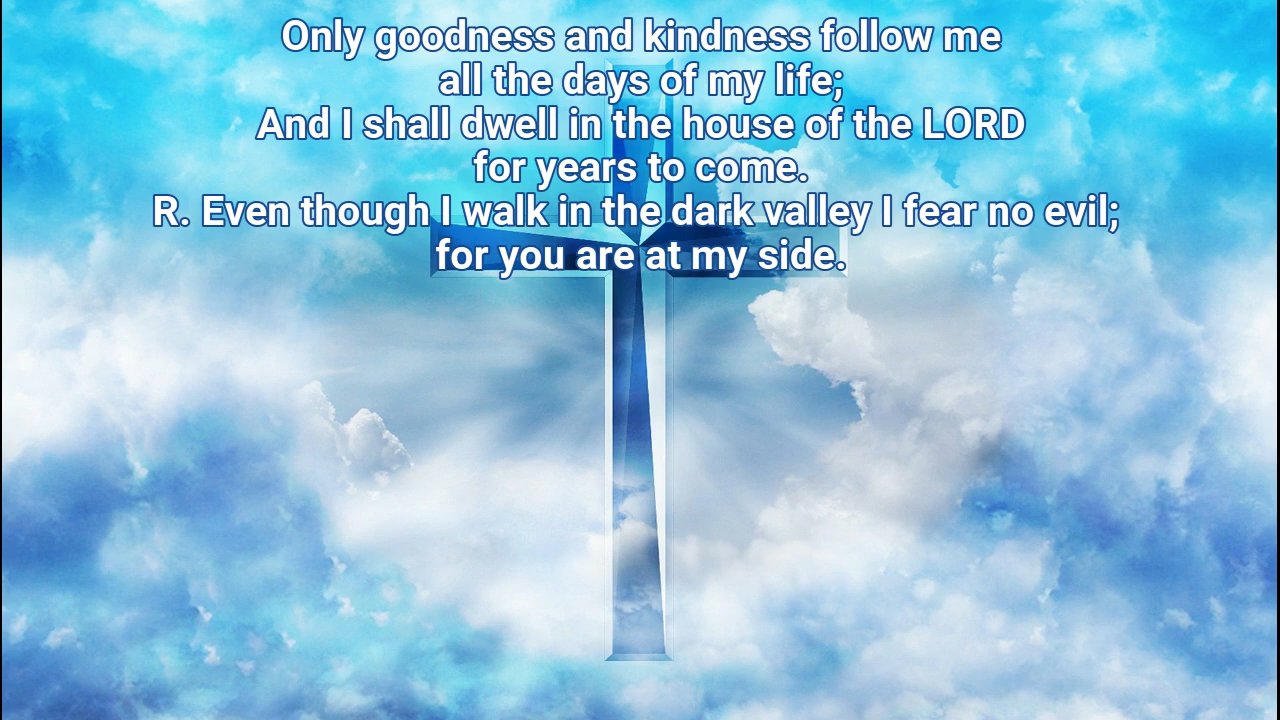 Only goodness and kindness follow me
all the days of my life;
And I shall dwell in the house of the LORD
for years to come.
R. Even though I walk in the dark valley I fear no evil;
for you are at my side.